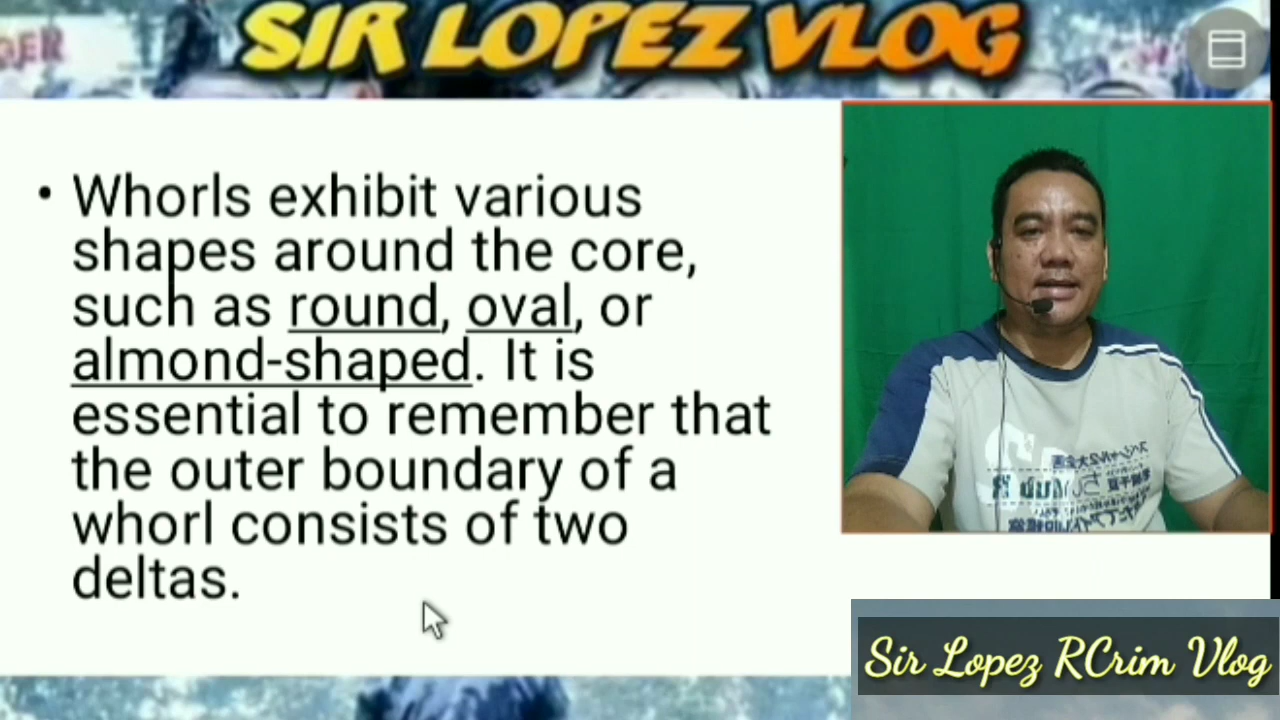 SIR LOPEZ VLOG
• Whorls exhibit various
shapes around the core,
such as round, oval, or
almond-shaped. It is
essential to remember that
the outer boundary of a
whorl consists of two
deltas.
Sir Lopez RCrim Vlog